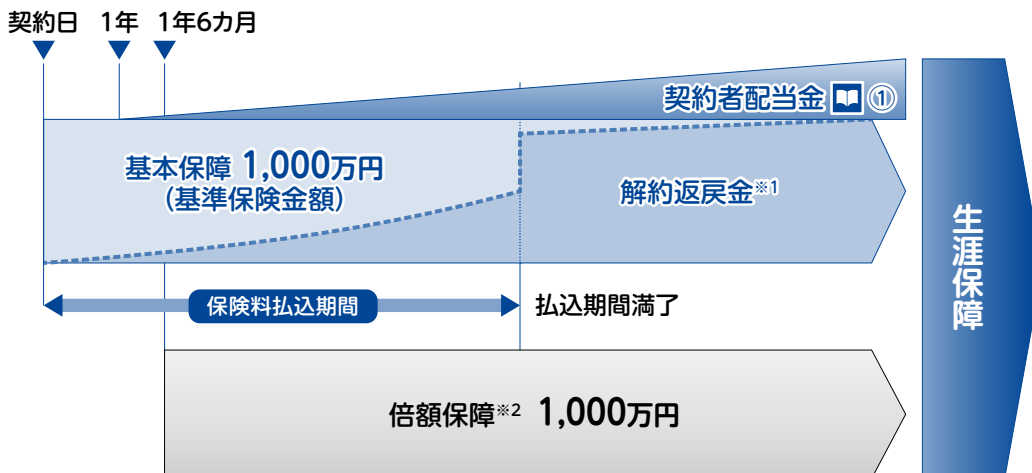 契約日 1年 1年6カ月
契約者配当金 ①
基本保障 1,000万円
(基準保険金額)
解約返戻金※1
保険料払込期間 払込期間満了
倍額保障※2 1,000万円
生涯保障